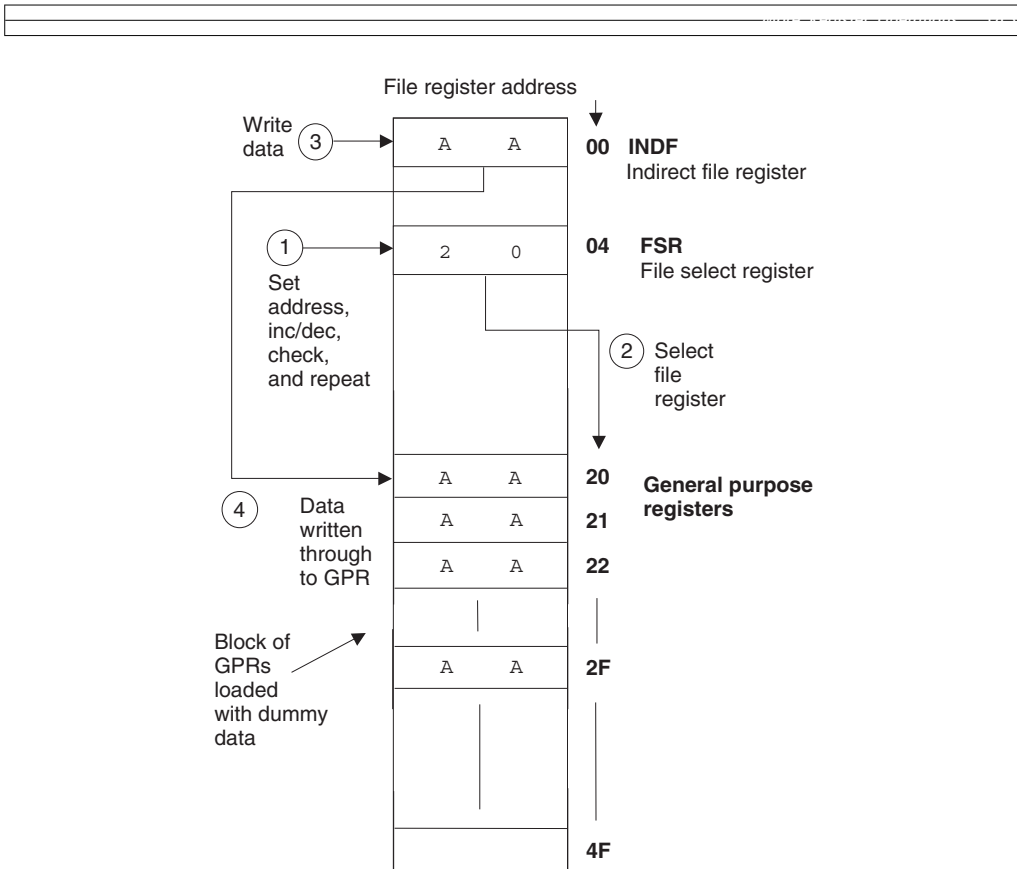 File register address
Write
data
3
A A
00 INDF
Indirect file register
1
2 0
04 FSR
File select register
Set
address,
inc/dec,
check,
and repeat
2
Select
file
register
A A
20
General purpose
registers
4
Data
written
through
to GPR
A A
21
A A
22
Block of
GPRs
loaded
with dummy
data
A A
2F
4F